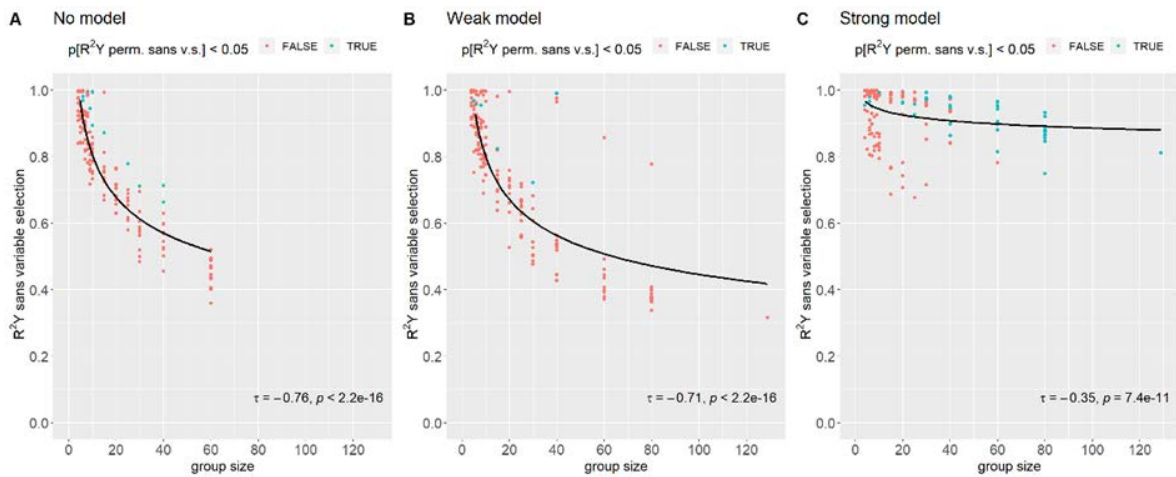 A No model
p[R²Y perm. sans v.s.] < 0.05 FALSE TRUE
R²Y sans variable selection
1.0
0.8
0.6
0.4
0.2
0.0
τ = −0.76, p < 2.2e-16
0 20 40 60 80 100 120
group size
B Weak model
p[R²Y perm. sans v.s.] < 0.05 FALSE TRUE
R²Y sans variable selection
1.0
0.8
0.6
0.4
0.2
0.0
τ = −0.71, p < 2.2e-16
0 20 40 60 80 100 120
group size
C Strong model
p[R²Y perm. sans v.s.] < 0.05 FALSE TRUE
R²Y sans variable selection
1.0
0.8
0.6
0.4
0.2
0.0
τ = −0.35, p = 7.4e-11
0 20 40 60 80 100 120
group size